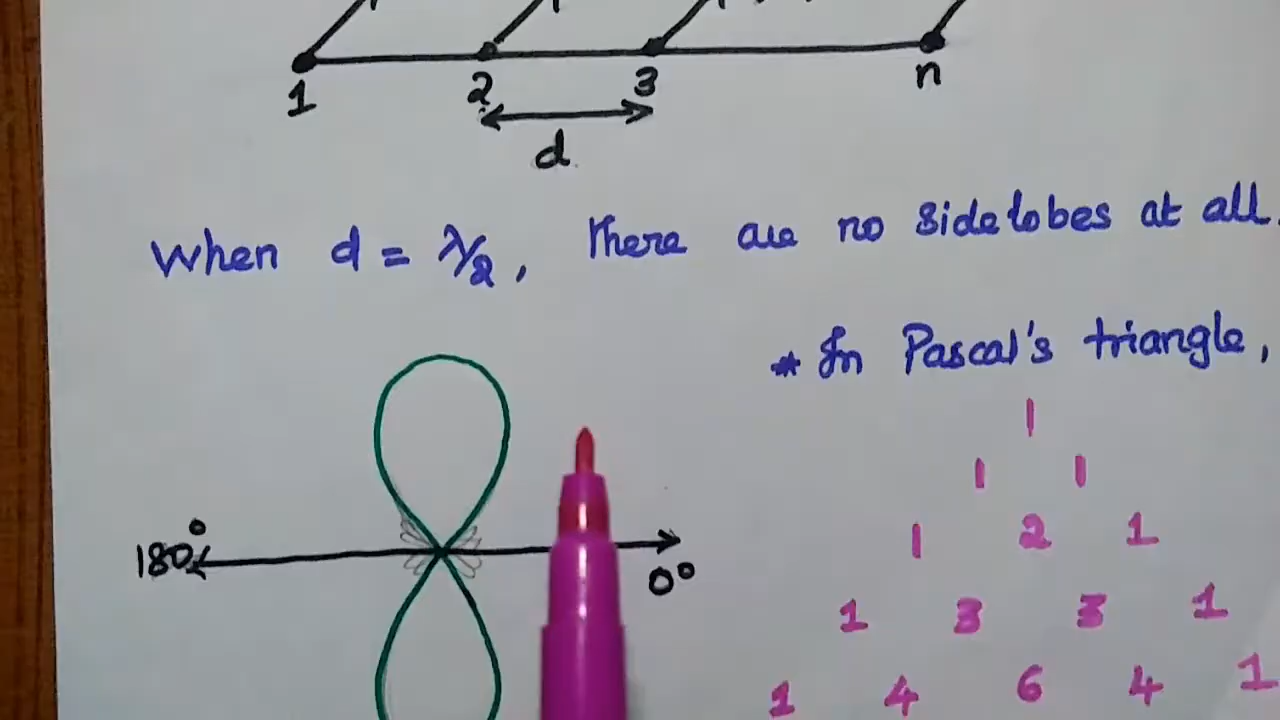 1 2 3 n
d
When d = λ/2, there are no sidelobes at all.
* In Pascal's triangle,
1
1 1
1 2 1
180° 0°
1 3 3 1
1 4 6 4 1